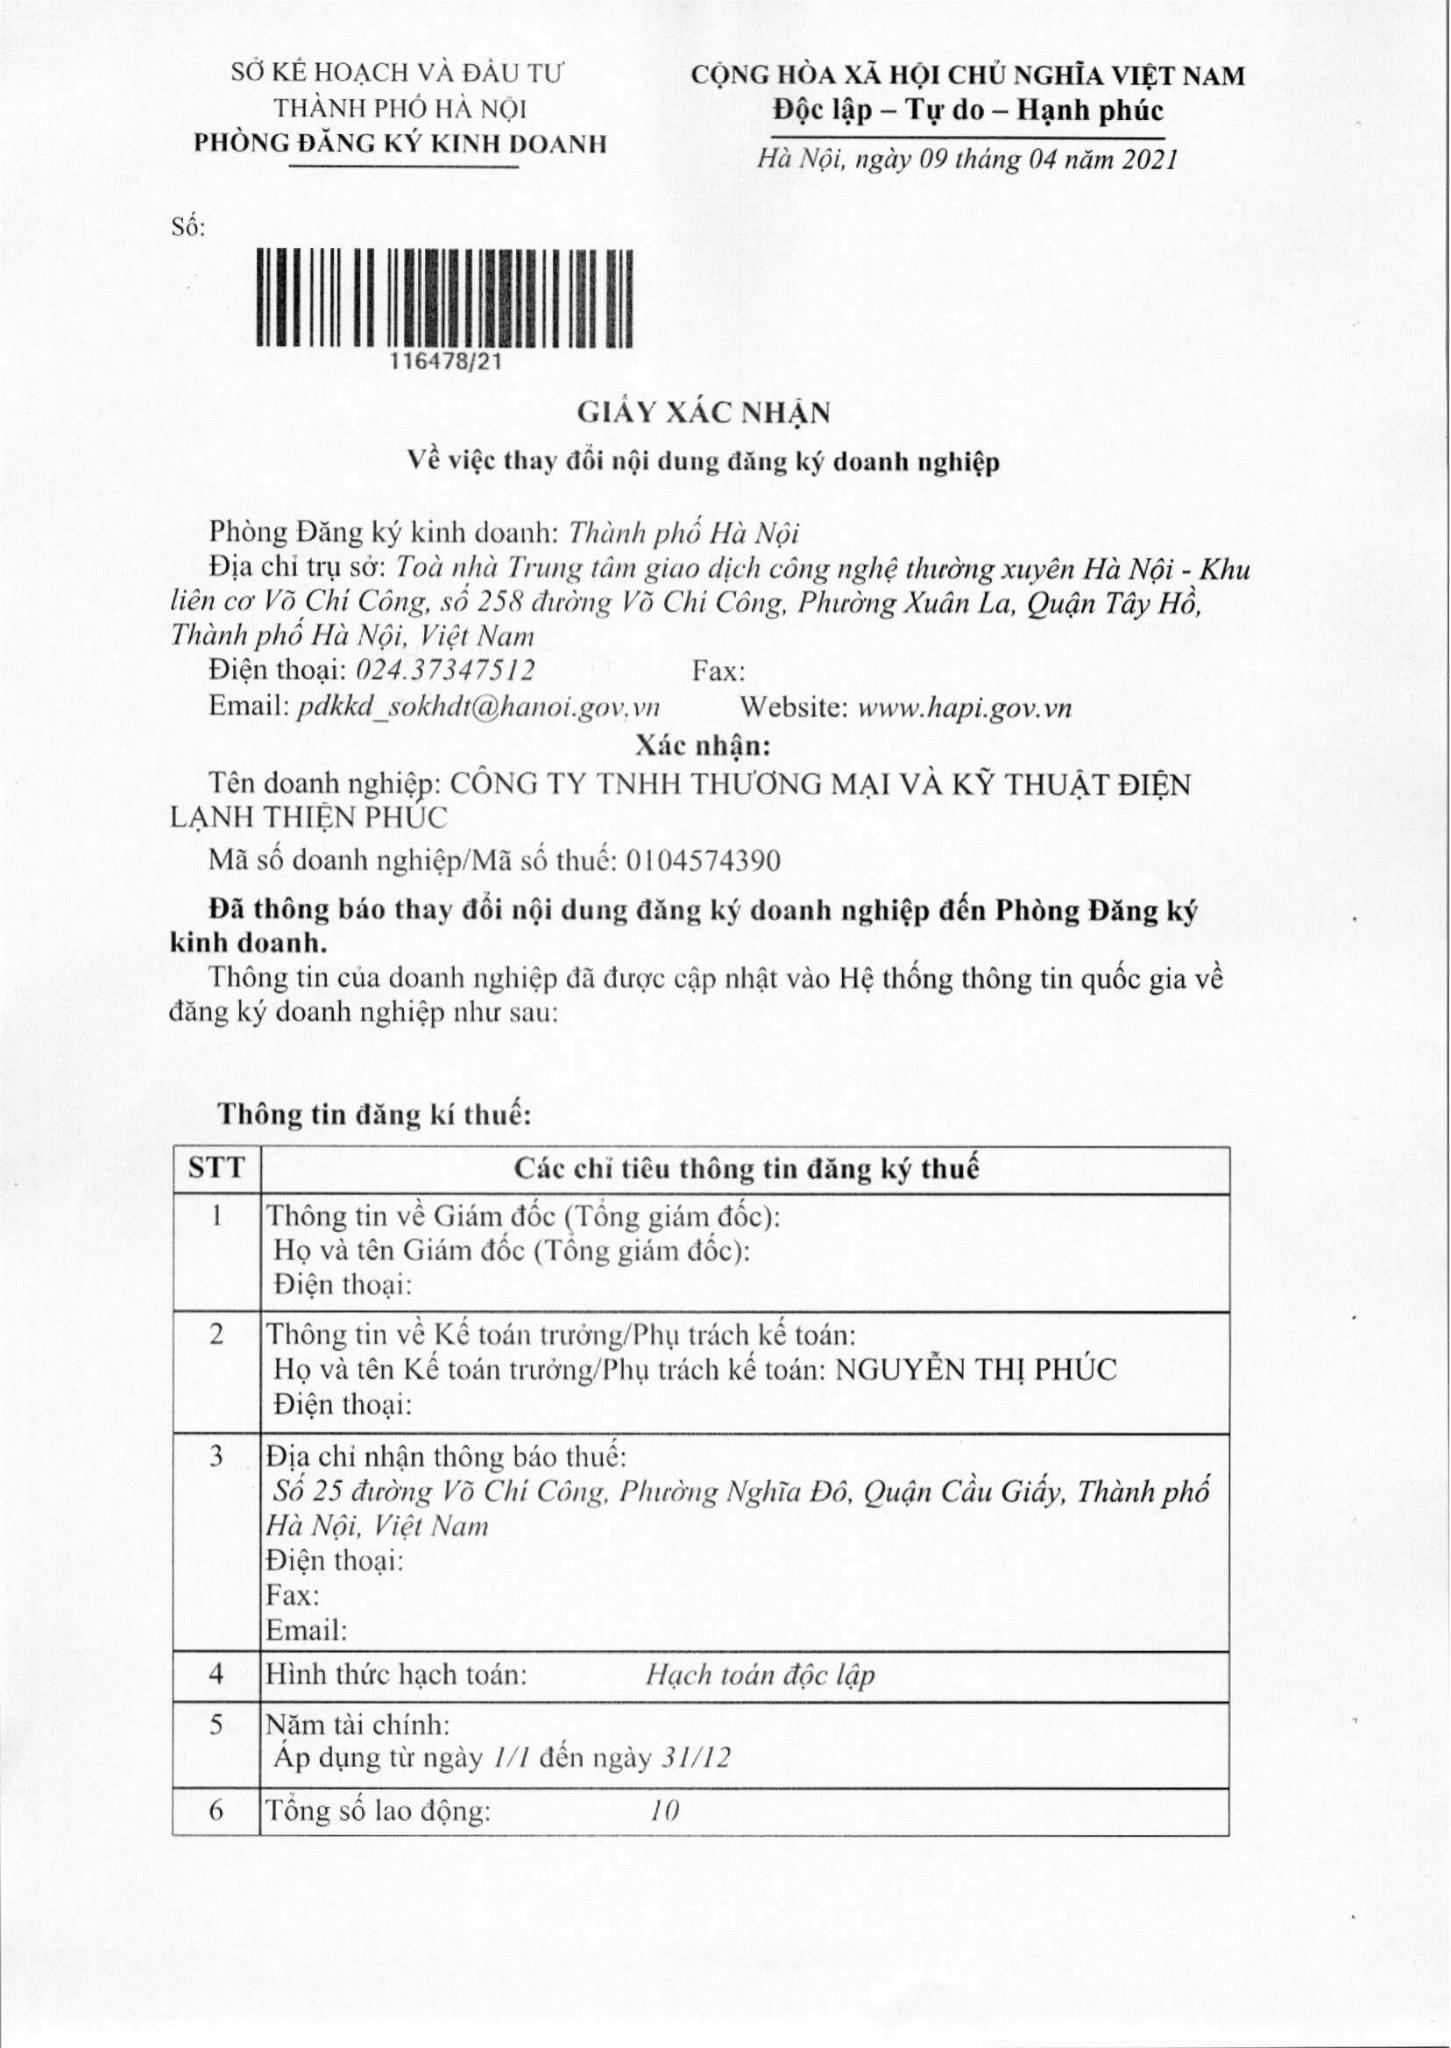 SỞ KẾ HOẠCH VÀ ĐẦU TƯ
THÀNH PHỐ HÀ NỘI
PHÒNG ĐĂNG KÝ KINH DOANH
CỘNG HÒA XÃ HỘI CHỦ NGHĨA VIỆT NAM
Độc lập – Tự do – Hạnh phúc
Hà Nội, ngày 09 tháng 04 năm 2021
Số:
116478/21
GIẤY XÁC NHẬN
Về việc thay đổi nội dung đăng ký doanh nghiệp
Phòng Đăng ký kinh doanh: Thành phố Hà Nội
Địa chỉ trụ sở: Toà nhà Trung tâm giao dịch công nghệ thường xuyên Hà Nội - Khu
liên cơ Võ Chí Công, số 258 đường Võ Chí Công, Phường Xuân La, Quận Tây Hồ,
Thành phố Hà Nội, Việt Nam
Điện thoại: 024.37347512 Fax:
Email: pdkkd_sokhdt@hanoi.gov.vn Website: www.hapi.gov.vn
Xác nhận:
Tên doanh nghiệp: CÔNG TY TNHH THƯƠNG MẠI VÀ KỸ THUẬT ĐIỆN
LẠNH THIÊN PHÚC
Mã số doanh nghiệp/Mã số thuế: 0104574390
Đã thông báo thay đổi nội dung đăng ký doanh nghiệp đến Phòng Đăng ký
kinh doanh.
Thông tin của doanh nghiệp đã được cập nhật vào Hệ thống thông tin quốc gia về
đăng ký doanh nghiệp như sau:
Thông tin đăng kí thuế:
STT Các chỉ tiêu thông tin đăng ký thuế
1 Thông tin về Giám đốc (Tổng giám đốc):
Họ và tên Giám đốc (Tổng giám đốc):
Điện thoại:
2 Thông tin về Kế toán trưởng/Phụ trách kế toán:
Họ và tên Kế toán trưởng/Phụ trách kế toán: NGUYỄN THỊ PHÚC
Điện thoại:
3 Địa chỉ nhận thông báo thuế:
Số 25 đường Võ Chí Công, Phường Nghĩa Đô, Quận Cầu Giấy, Thành phố
Hà Nội, Việt Nam
Điện thoại:
Fax:
Email:
4 Hình thức hạch toán: Hạch toán độc lập
5 Năm tài chính:
Áp dụng từ ngày 1/1 đến ngày 31/12
6 Tổng số lao động: 10